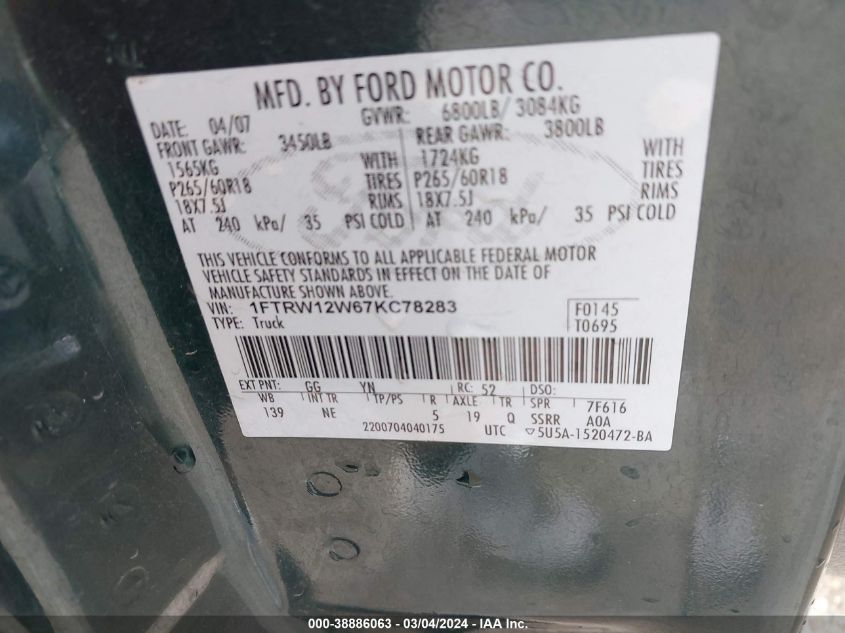 MFD. BY FORD MOTOR CO.
DATE: 04/07 GVWR: 6800LB/ 3084KG
FRONT GAWR: 3450LB REAR GAWR: 3800LB
1565KG WITH 1724KG WITH
P265/60R18 TIRES P265/60R18 TIRES
18X7.5J RIMS 18X7.5J RIMS
AT 240 kPa/ 35 PSI COLD AT 240 kPa/ 35 PSI COLD
THIS VEHICLE CONFORMS TO ALL APPLICABLE FEDERAL MOTOR
VEHICLE SAFETY STANDARDS IN EFFECT ON THE DATE OF
MANUFACTURE SHOWN ABOVE.
VIN: 1FTRW12W67KC78283 F0145
TYPE: Truck T0695
EXT PNT: GG YN RC: 52 DSO:
WB INT TR TP/PS R AXLE TR SPR 7F616
139 NE 5 19 Q SSRR A0A
2200704040175 UTC ▽5U5A-1520472-BA
000-38886063 - 03/04/2024 - IAA Inc.